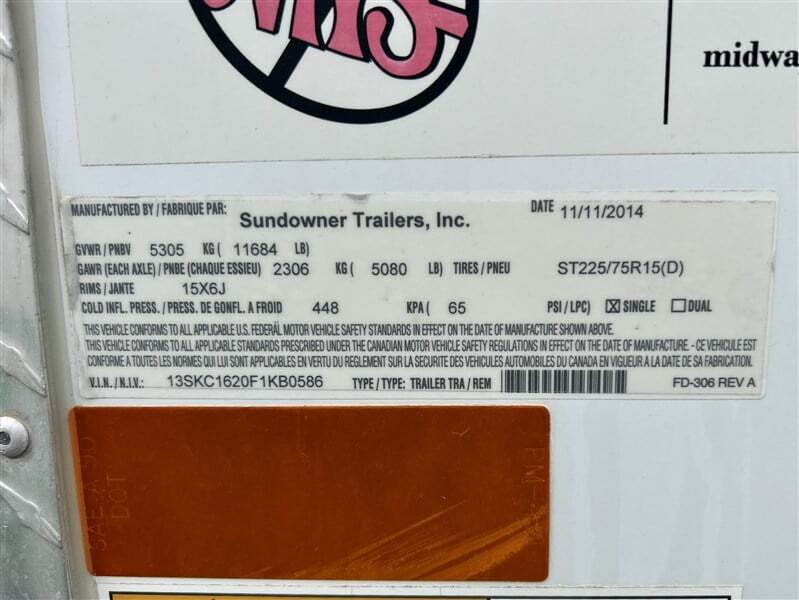 MHS
midwa
MANUFACTURED BY / FABRIQUE PAR: Sundowner Trailers, Inc. DATE 11/11/2014
GVWR / PNBV 5305 KG ( 11684 LB)
GAWR (EACH AXLE) / PNBE (CHAQUE ESSIEU) 2306 KG ( 5080 LB) TIRES / PNEU ST225/75R15(D)
RIMS / JANTE 15X6J
COLD INFL. PRESS. / PRESS. DE GONFL. A FROID 448 KPA ( 65 PSI / LPC) ☒ SINGLE ☐ DUAL
THIS VEHICLE CONFORMS TO ALL APPLICABLE U.S. FEDERAL MOTOR VEHICLE SAFETY STANDARDS IN EFFECT ON THE DATE OF MANUFACTURE SHOWN ABOVE.
THIS VEHICLE CONFORMS TO ALL APPLICABLE STANDARDS PRESCRIBED UNDER THE CANADIAN MOTOR VEHICLE SAFETY REGULATIONS IN EFFECT ON THE DATE OF MANUFACTURE. - CE VEHICULE EST
CONFORME A TOUTES LES NORMES QUI LUI SONT APPLICABLES EN VERTU DU REGLEMENT SUR LA SECURITE DES VEHICULES AUTOMOBILES DU CANADA EN VIGUEUR A LA DATE DE SA FABRICATION.
V.I.N. / N.I.V.: 13SKC1620F1KB0586 TYPE / TYPE: TRAILER TRA / REM FD-306 REV A
DOT